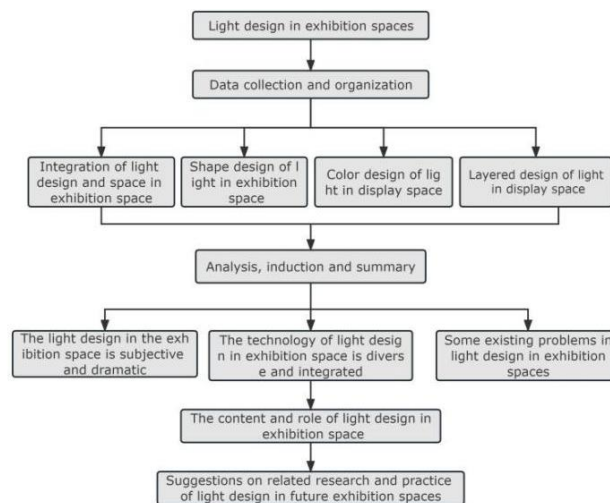 Light design in exhibition spaces
Data collection and organization
Integration of light
design and space in
exhibition space
Shape design of l
ight in exhibition
space
Color design of lig
ht in display space
Layered design of light
in display space
Analysis, induction and summary
The light design in the exh
ibition space is subjective
and dramatic
The technology of light desig
n in exhibition space is divers
e and integrated
Some existing problems in
light design in exhibition
spaces
The content and role of light design in
exhibition space
Suggestions on related research and practice
of light design in future exhibition spaces